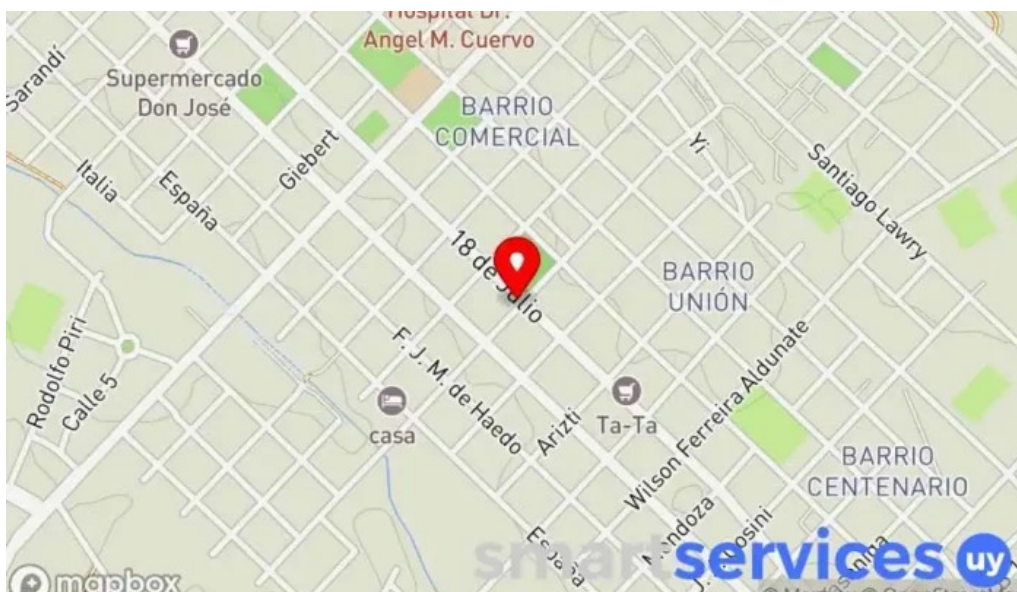 Hospital Dr.
Angel M. Cuervo
Supermercado
Don José
Sarandí
BARRIO
COMERCIAL
Giebert
Yi
Italia
España
Santiago Lawry
18 de Julio
BARRIO
UNIÓN
Rodolfo Piri
Calle 5
F. J. M. de Haedo
casa
Arizti
Ta-Ta
Wilson Ferreira Aldunate
BARRIO
CENTENARIO
España
Mendoza
smartservices uy
mapbox